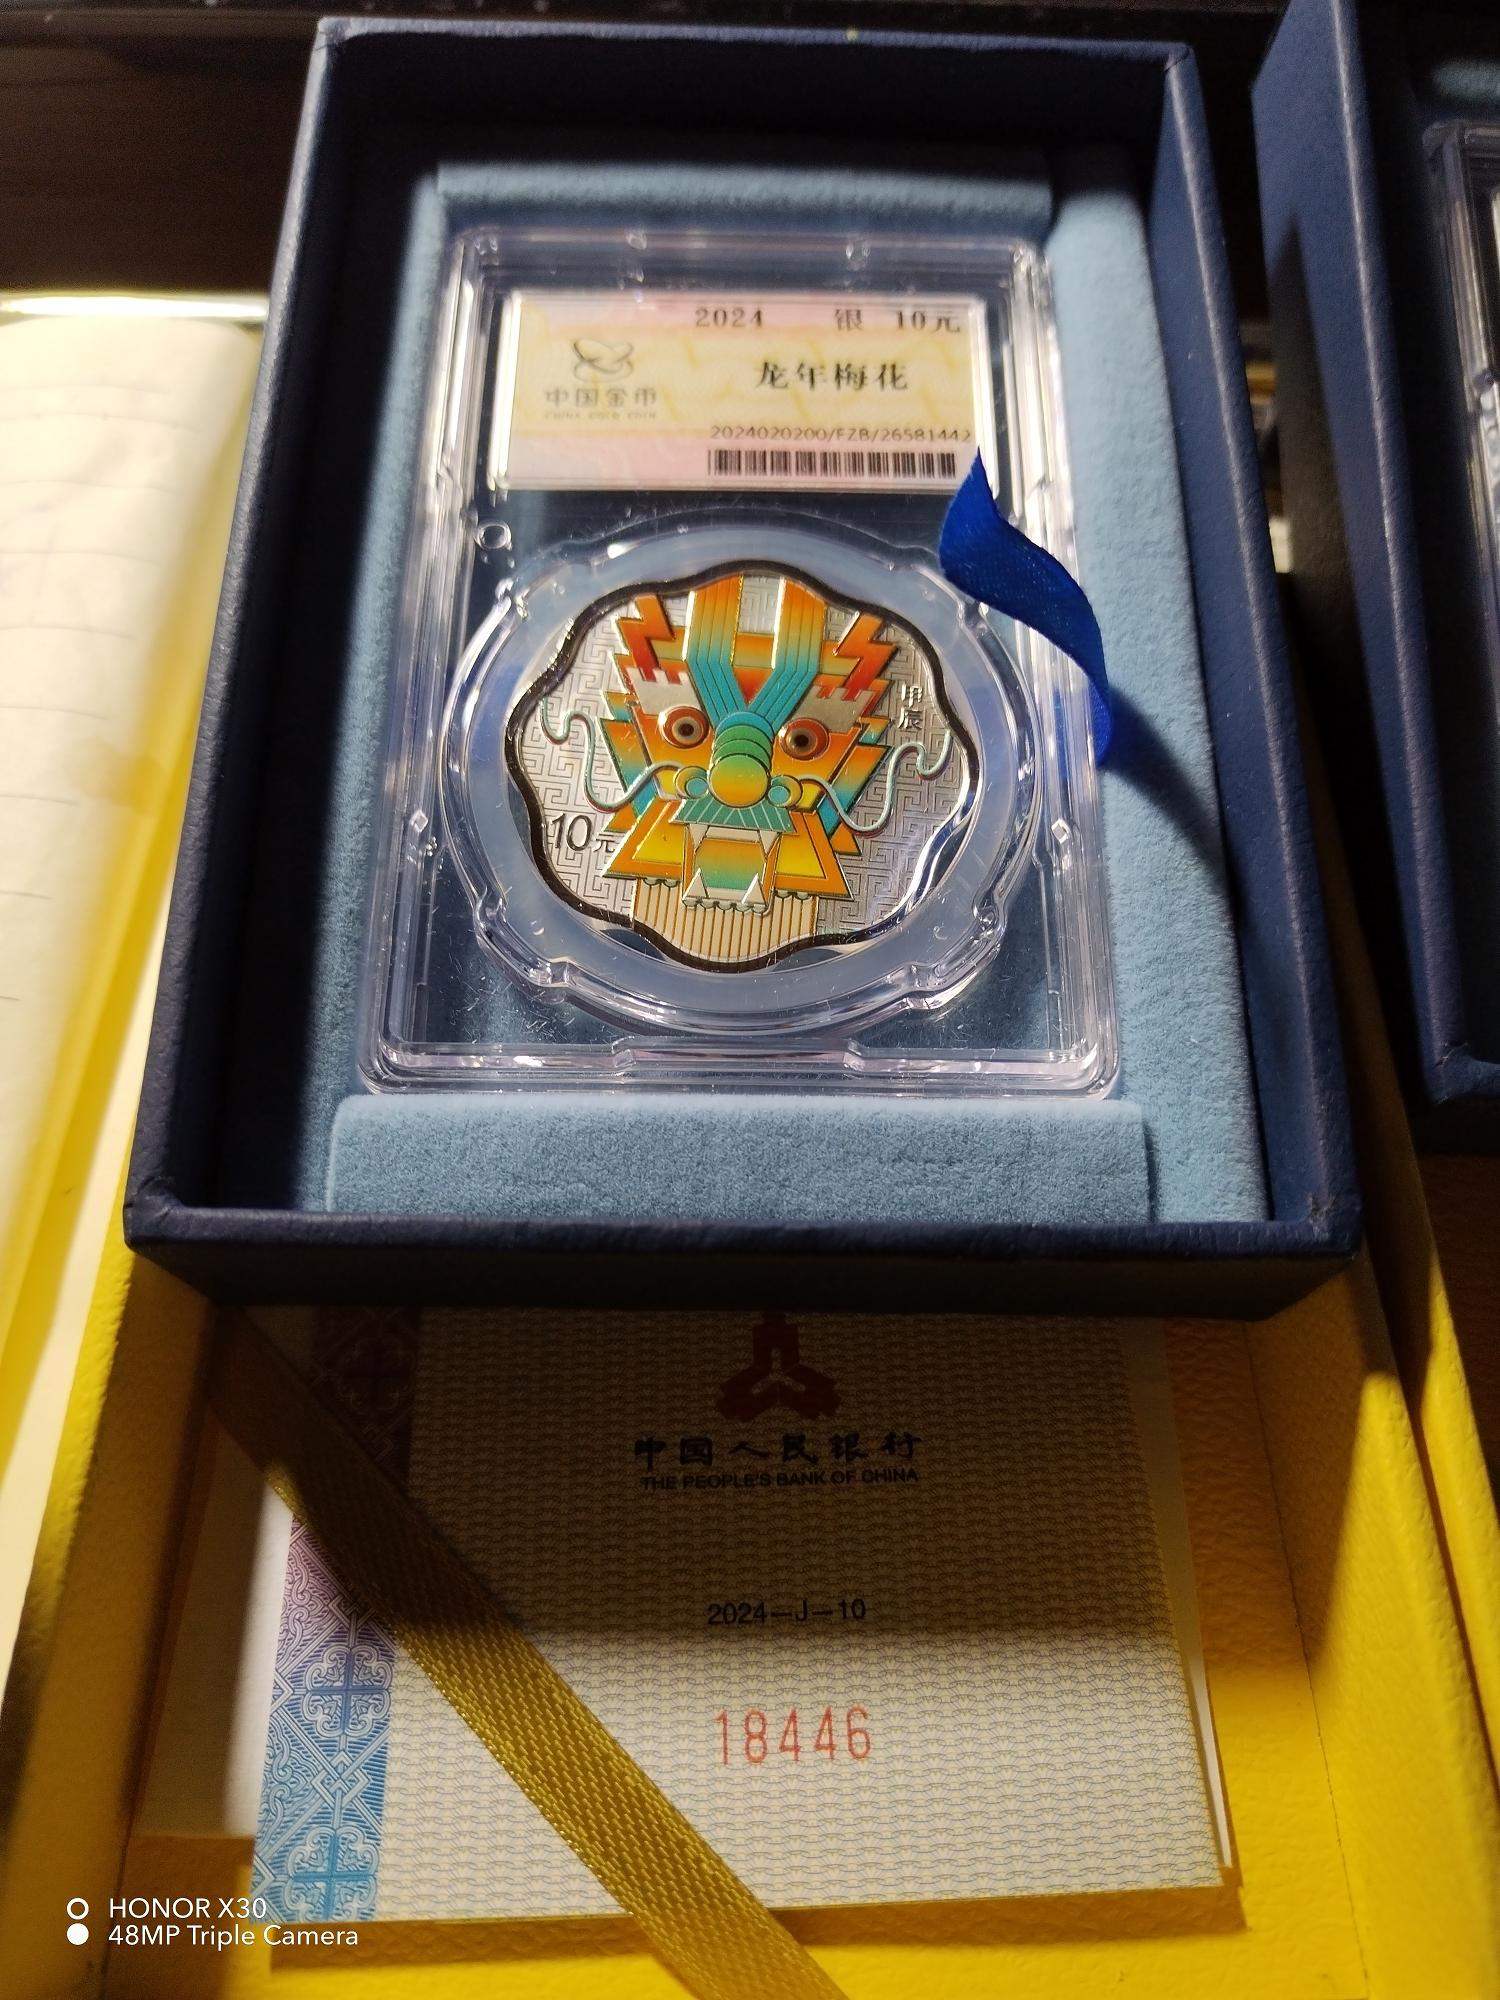 2024 银 10元
中国金币
CHINA GOLD COIN
龙年梅花
2024020200/FZB/26581442
甲辰
10元
中国人民银行
THE PEOPLE'S BANK OF CHINA
2024—J—10
18446
HONOR X30
48MP Triple Camera